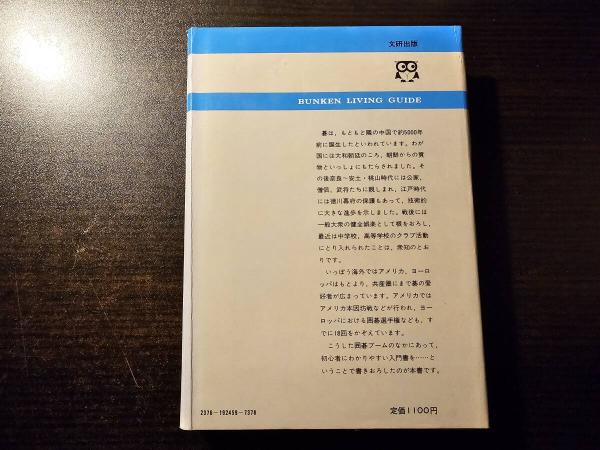 文研出版
BUNKEN LIVING GUIDE
碁は，もともと隣の中国で約5000年
前に誕生したといわれています。わが
国には大和朝廷のころ，朝鮮からの貢
物といっしょにもたらされました。そ
の後奈良～安土・桃山時代には公家，
僧侶，武将たちに親しまれ，江戸時代
には徳川幕府の保護もあって，技術的
に大きな進歩を示しました。戦後には
一般大衆の健全娯楽として根をおろし，
最近は中学校，高等学校のクラブ活動
にとり入れられたことは，衆知のとお
りです。
いっぽう海外ではアメリカ，ヨーロ
ッパはもとより，共産圏にまで碁の愛
好者が広まっています。アメリカでは
アメリカ本因坊戦などが行われ，ヨー
ロッパにおける囲碁選手権なども，す
でに18回をかぞえています。
こうした囲碁ブームのなかにあって，
初心者にわかりやすい入門書を……と
いうことで書きおろしたのが本書です。
2376－192459－7378
定価1100円